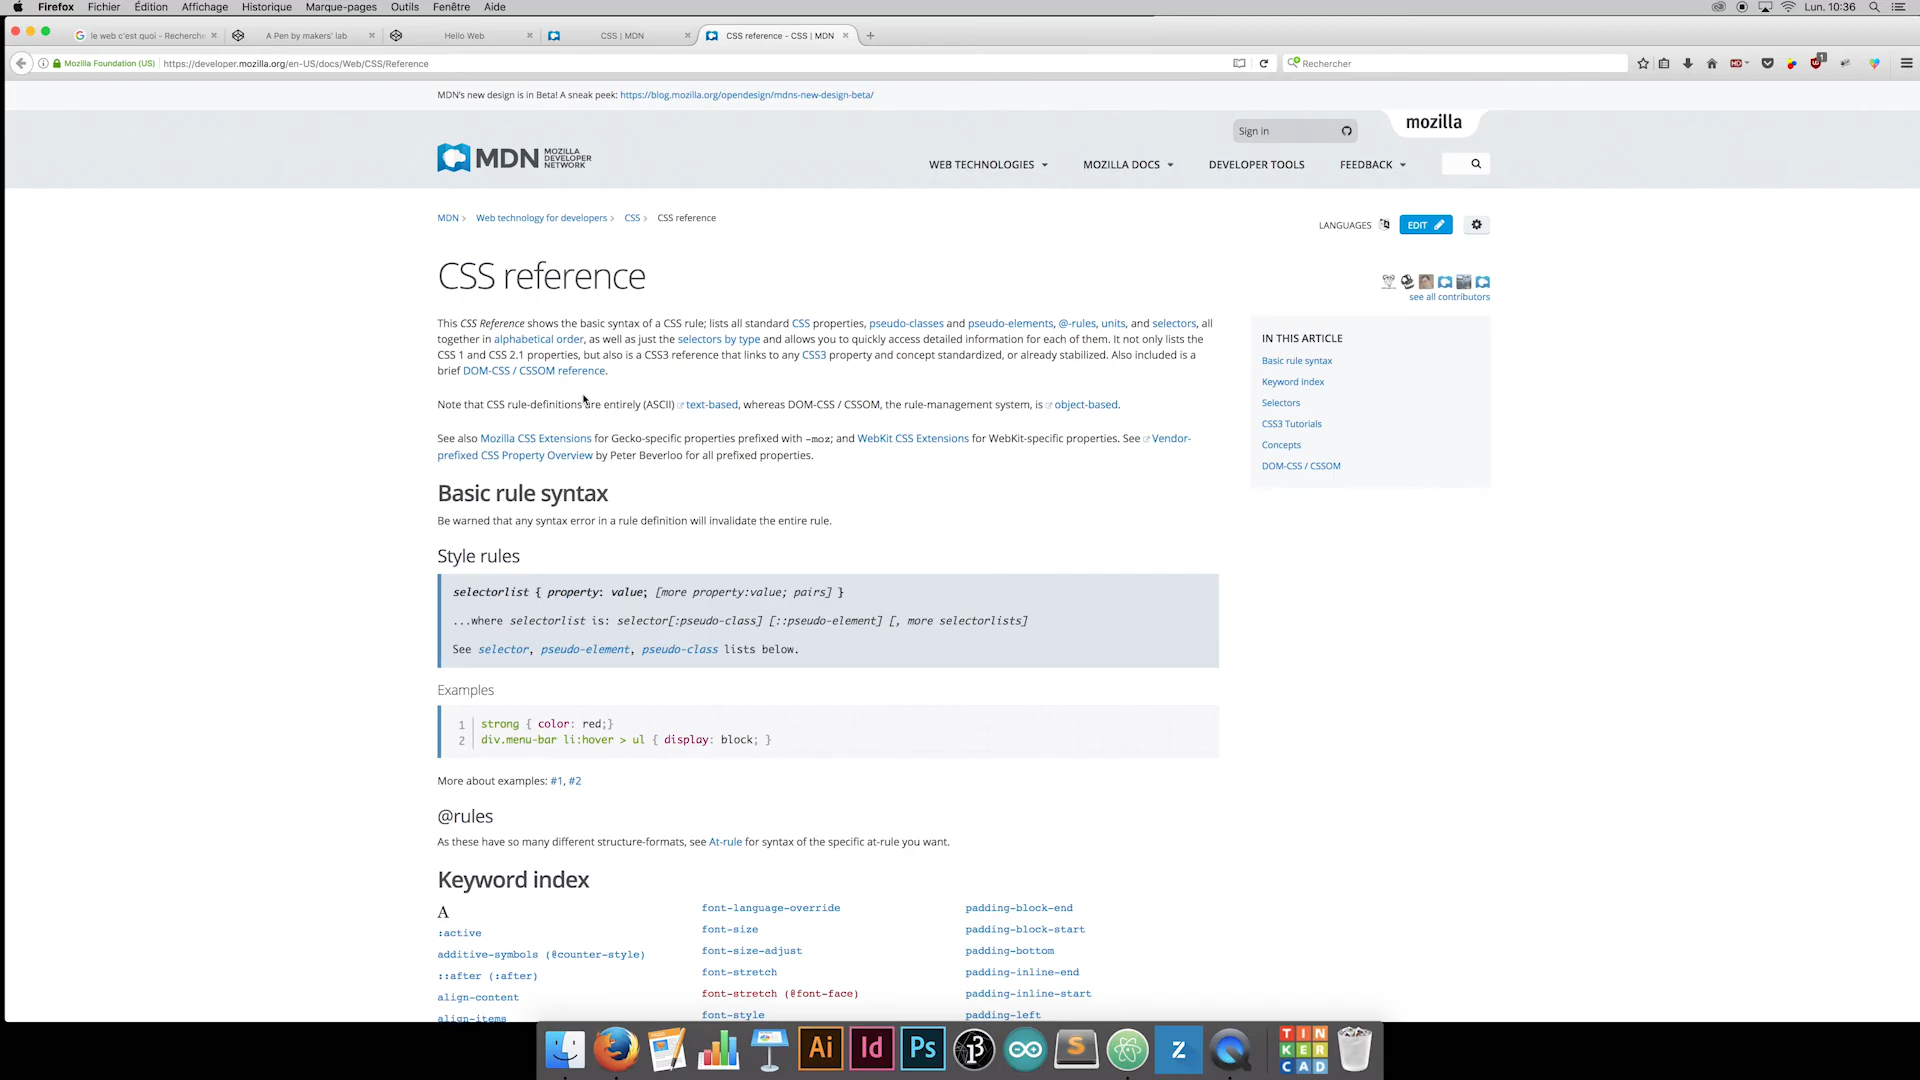 Firefox Fichier Édition Affichage Historique Marque-pages Outils Fenêtre Aide Lun. 10:36
le web c'est quoi - Recherche A Pen by makers' lab Hello Web CSS | MDN CSS reference - CSS | MDN
Mozilla Foundation (US) https://developer.mozilla.org/en-US/docs/Web/CSS/Reference Rechercher
MDN's new design is in Beta! A sneak peek: https://blog.mozilla.org/opendesign/mdns-new-design-beta/
Sign in mozilla
MDN MOZILLA DEVELOPER NETWORK
WEB TECHNOLOGIES MOZILLA DOCS DEVELOPER TOOLS FEEDBACK
MDN Web technology for developers CSS CSS reference
LANGUAGES EDIT
CSS reference
see all contributors
This CSS Reference shows the basic syntax of a CSS rule; lists all standard CSS properties, pseudo-classes and pseudo-elements, @-rules, units, and selectors, all
together in alphabetical order, as well as just the selectors by type and allows you to quickly access detailed information for each of them. It not only lists the
CSS 1 and CSS 2.1 properties, but also is a CSS3 reference that links to any CSS3 property and concept standardized, or already stabilized. Also included is a
brief DOM-CSS / CSSOM reference.
Note that CSS rule-definitions are entirely (ASCII) text-based, whereas DOM-CSS / CSSOM, the rule-management system, is object-based.
See also Mozilla CSS Extensions for Gecko-specific properties prefixed with -moz; and WebKit CSS Extensions for WebKit-specific properties. See Vendor-
prefixed CSS Property Overview by Peter Beverloo for all prefixed properties.
IN THIS ARTICLE
Basic rule syntax
Keyword index
Selectors
CSS3 Tutorials
Concepts
DOM-CSS / CSSOM
Basic rule syntax
Be warned that any syntax error in a rule definition will invalidate the entire rule.
Style rules
selectorlist { property: value; [more property:value; pairs] }
...where selectorlist is: selector[:pseudo-class] [::pseudo-element] [, more selectorlists]
See selector, pseudo-element, pseudo-class lists below.
Examples
1 strong { color: red;}
2 div.menu-bar li:hover > ul { display: block; }
More about examples: #1, #2
@rules
As these have so many different structure-formats, see At-rule for syntax of the specific at-rule you want.
Keyword index
A
:active
additive-symbols (@counter-style)
::after (:after)
align-content
align-items
font-language-override
font-size
font-size-adjust
font-stretch
font-stretch (@font-face)
font-style
padding-block-end
padding-block-start
padding-bottom
padding-inline-end
padding-inline-start
padding-left
Ai Id Ps S Z TINKERCAD